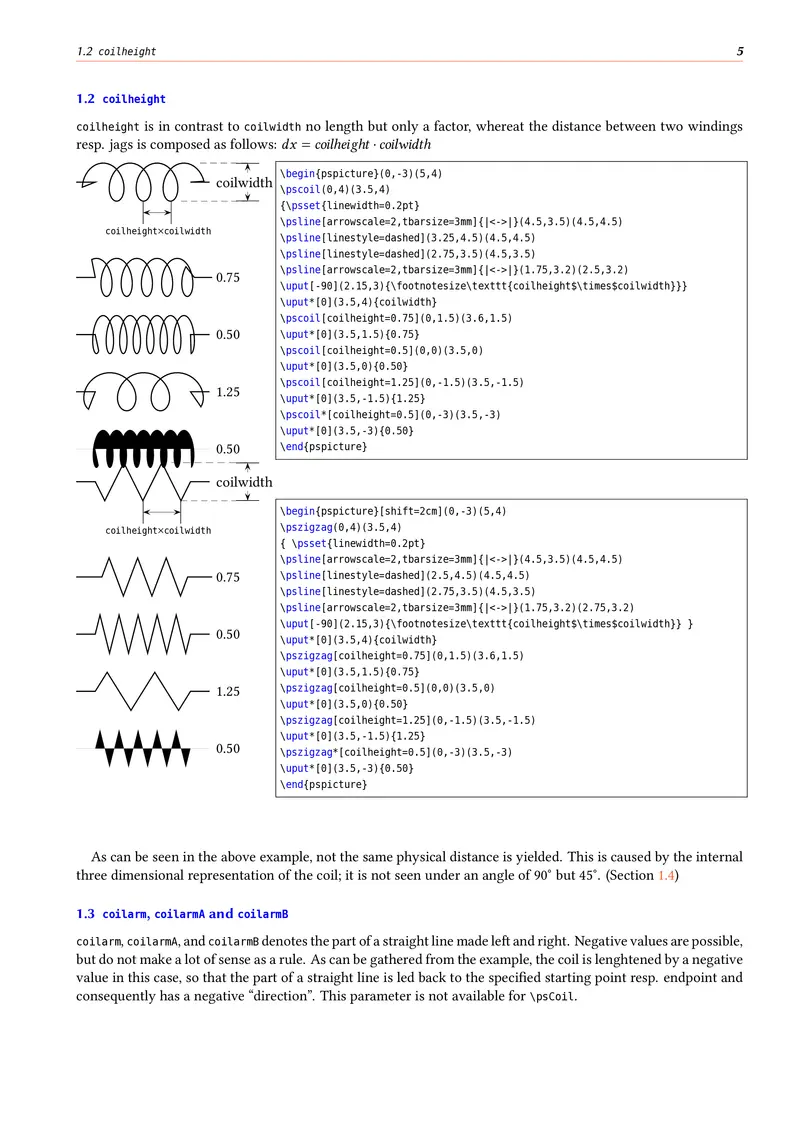 1.2 coilheight 5
1.2 coilheight
coilheight is in contrast to coilwidth no length but only a factor, whereat the distance between two windings
resp. jags is composed as follows: dx = coilheight · coilwidth
coilwidth
coilheight×coilwidth
0.75
0.50
1.25
0.50
\begin{pspicture}(0,-3)(5,4)
\pscoil(0,4)(3.5,4)
{\psset{linewidth=0.2pt}
\psline[arrowscale=2,tbarsize=3mm]{|<->|}(4.5,3.5)(4.5,4.5)
\psline[linestyle=dashed](3.25,4.5)(4.5,4.5)
\psline[linestyle=dashed](2.75,3.5)(4.5,3.5)
\psline[arrowscale=2,tbarsize=3mm]{|<->|}(1.75,3.2)(2.5,3.2)
\uput[-90](2.15,3){\footnotesize\texttt{coilheight$\times$coilwidth}}}
\uput*[0](3.5,4){coilwidth}
\pscoil[coilheight=0.75](0,1.5)(3.6,1.5)
\uput*[0](3.5,1.5){0.75}
\pscoil[coilheight=0.5](0,0)(3.5,0)
\uput*[0](3.5,0){0.50}
\pscoil[coilheight=1.25](0,-1.5)(3.5,-1.5)
\uput*[0](3.5,-1.5){1.25}
\pscoil*[coilheight=0.5](0,-3)(3.5,-3)
\uput*[0](3.5,-3){0.50}
\end{pspicture}
coilwidth
coilheight×coilwidth
0.75
0.50
1.25
0.50
\begin{pspicture}[shift=2cm](0,-3)(5,4)
\pszigzag(0,4)(3.5,4)
{ \psset{linewidth=0.2pt}
\psline[arrowscale=2,tbarsize=3mm]{|<->|}(4.5,3.5)(4.5,4.5)
\psline[linestyle=dashed](2.5,4.5)(4.5,4.5)
\psline[linestyle=dashed](2.75,3.5)(4.5,3.5)
\psline[arrowscale=2,tbarsize=3mm]{|<->|}(1.75,3.2)(2.75,3.2)
\uput[-90](2.15,3){\footnotesize\texttt{coilheight$\times$coilwidth}} }
\uput*[0](3.5,4){coilwidth}
\pszigzag[coilheight=0.75](0,1.5)(3.6,1.5)
\uput*[0](3.5,1.5){0.75}
\pszigzag[coilheight=0.5](0,0)(3.5,0)
\uput*[0](3.5,0){0.50}
\pszigzag[coilheight=1.25](0,-1.5)(3.5,-1.5)
\uput*[0](3.5,-1.5){1.25}
\pszigzag*[coilheight=0.5](0,-3)(3.5,-3)
\uput*[0](3.5,-3){0.50}
\end{pspicture}
As can be seen in the above example, not the same physical distance is yielded. This is caused by the internal
three dimensional representation of the coil; it is not seen under an angle of 90° but 45°. (Section 1.4)
1.3 coilarm, coilarmA and coilarmB
coilarm, coilarmA, and coilarmB denotes the part of a straight line made left and right. Negative values are possible,
but do not make a lot of sense as a rule. As can be gathered from the example, the coil is lenghtened by a negative
value in this case, so that the part of a straight line is led back to the specified starting point resp. endpoint and
consequently has a negative “direction”. This parameter is not available for \psCoil.